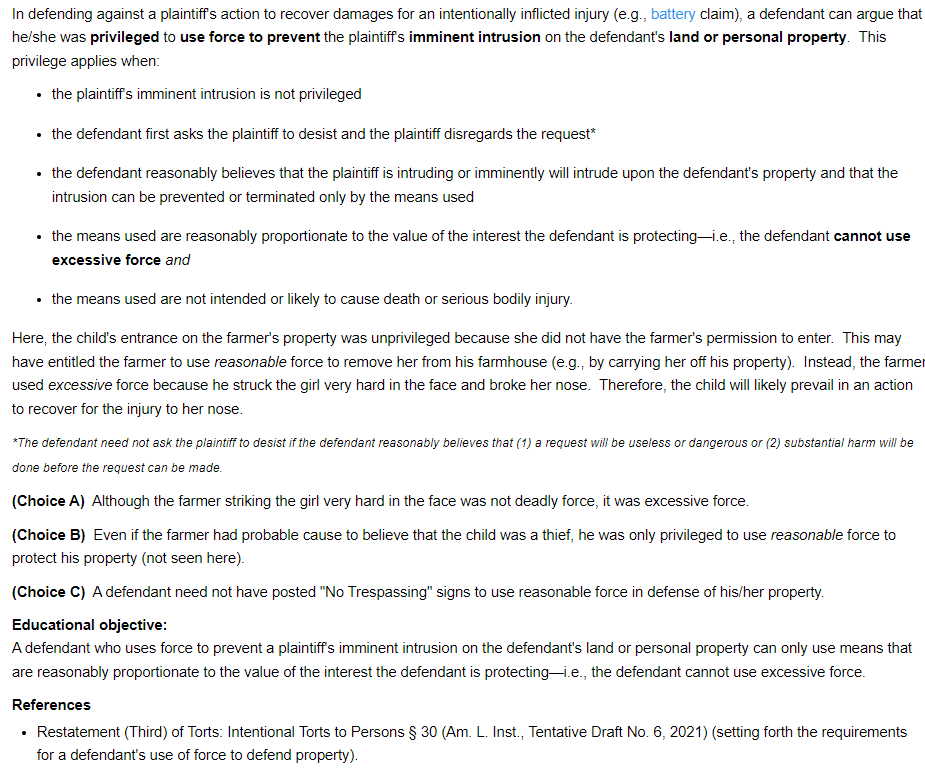 In defending against a plaintiff's action to recover damages for an intentionally inflicted injury (e.g., battery claim), a defendant can argue that
he/she was privileged to use force to prevent the plaintiff's imminent intrusion on the defendant's land or personal property. This
privilege applies when:
• the plaintiff's imminent intrusion is not privileged
• the defendant first asks the plaintiff to desist and the plaintiff disregards the request*
• the defendant reasonably believes that the plaintiff is intruding or imminently will intrude upon the defendant's property and that the
intrusion can be prevented or terminated only by the means used
• the means used are reasonably proportionate to the value of the interest the defendant is protecting—i.e., the defendant cannot use
excessive force and
• the means used are not intended or likely to cause death or serious bodily injury.
Here, the child's entrance on the farmer's property was unprivileged because she did not have the farmer's permission to enter. This may
have entitled the farmer to use reasonable force to remove her from his farmhouse (e.g., by carrying her off his property). Instead, the farmer
used excessive force because he struck the girl very hard in the face and broke her nose. Therefore, the child will likely prevail in an action
to recover for the injury to her nose.
*The defendant need not ask the plaintiff to desist if the defendant reasonably believes that (1) a request will be useless or dangerous or (2) substantial harm will be
done before the request can be made.
(Choice A) Although the farmer striking the girl very hard in the face was not deadly force, it was excessive force.
(Choice B) Even if the farmer had probable cause to believe that the child was a thief, he was only privileged to use reasonable force to
protect his property (not seen here).
(Choice C) A defendant need not have posted "No Trespassing" signs to use reasonable force in defense of his/her property.
Educational objective:
A defendant who uses force to prevent a plaintiff's imminent intrusion on the defendant's land or personal property can only use means that
are reasonably proportionate to the value of the interest the defendant is protecting—i.e., the defendant cannot use excessive force.
References
• Restatement (Third) of Torts: Intentional Torts to Persons § 30 (Am. L. Inst., Tentative Draft No. 6, 2021) (setting forth the requirements
for a defendant's use of force to defend property).